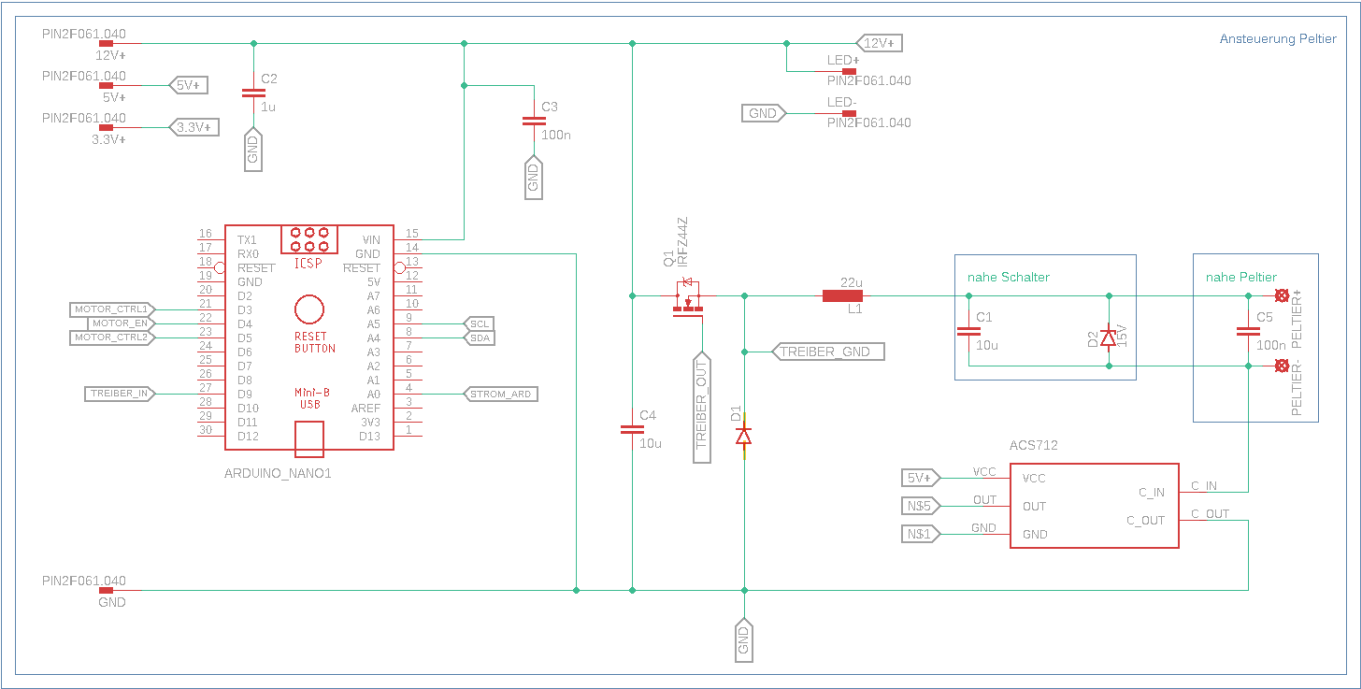 Ansteuerung Peltier
PIN2F061.040
12V+
PIN2F061.040
5V+
5V+
PIN2F061.040
3.3V+
3.3V+
C2
1u
GND
C3
100n
GND
12V+
LED+
PIN2F061.040
LED-
GND
PIN2F061.040
16 TX1
17 RX0
18 RESET
19 GND
20 D2
21 D3
22 D4
23 D5
24 D6
25 D7
26 D8
27 D9
28 D10
29 D11
30 D12
ICSP
RESET
BUTTON
Mini-B
USB
VIN 15
GND 14
RESET 13
5V 12
A7 11
A6 10
A5 9
A4 8
A3 7
A2 6
A1 5
A0 4
AREF 3
3V3 2
D13 1
MOTOR_CTRL1
MOTOR_EN
MOTOR_CTRL2
TREIBER_IN
SCL
SDA
STROM_ARD
ARDUINO_NANO1
Q1
IRFZ44Z
TREIBER_OUT
C4
10u
D1
TREIBER_GND
22u
L1
nahe Schalter
C1
10u
D2
15V
nahe Peltier
C5
100n
PELTIER+
PELTIER-
ACS712
5V+
VCC
VCC
N$5
OUT
OUT
N$1
GND
GND
C_IN
C_IN
C_OUT
C_OUT
PIN2F061.040
GND
GND